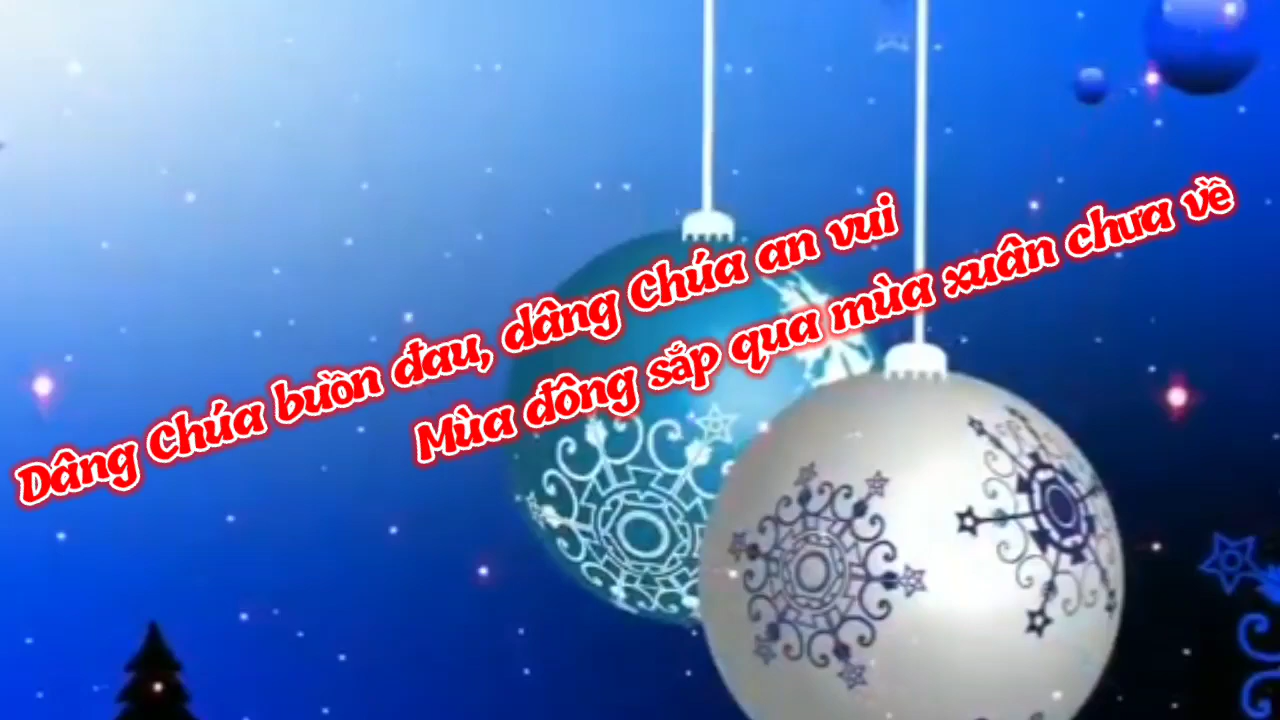 Dâng Chúa buồn đau, dâng Chúa an vui
Mùa đông sắp qua mùa xuân chưa về